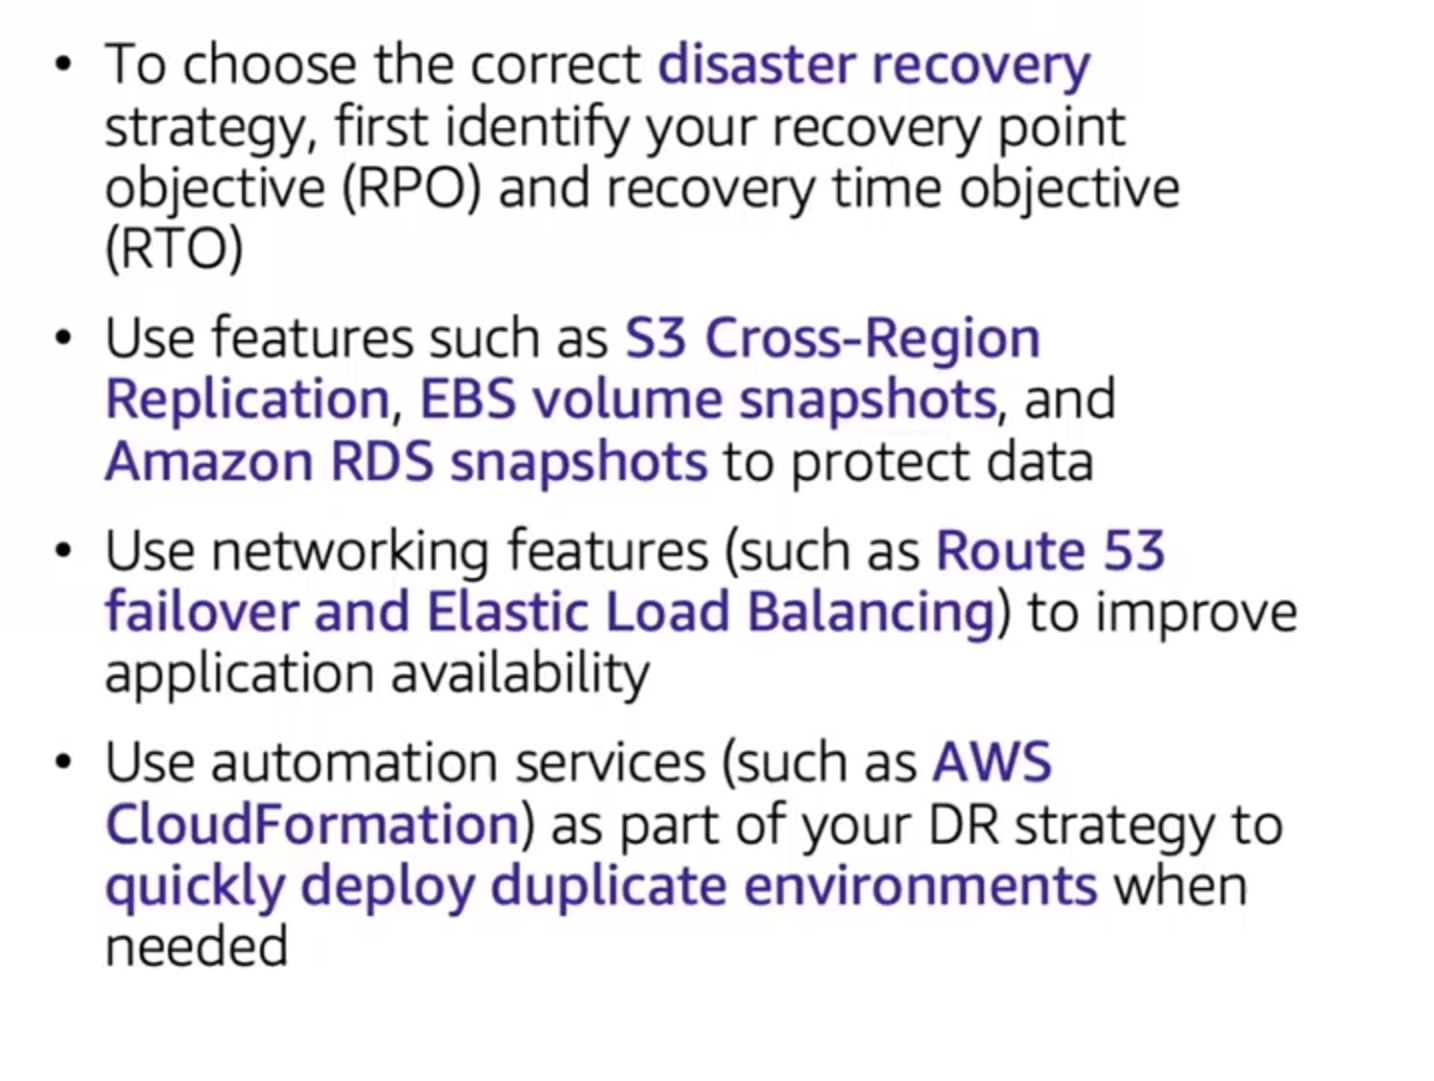 • To choose the correct disaster recovery
strategy, first identify your recovery point
objective (RPO) and recovery time objective
(RTO)
• Use features such as S3 Cross-Region
Replication, EBS volume snapshots, and
Amazon RDS snapshots to protect data
• Use networking features (such as Route 53
failover and Elastic Load Balancing) to improve
application availability
• Use automation services (such as AWS
CloudFormation) as part of your DR strategy to
quickly deploy duplicate environments when
needed